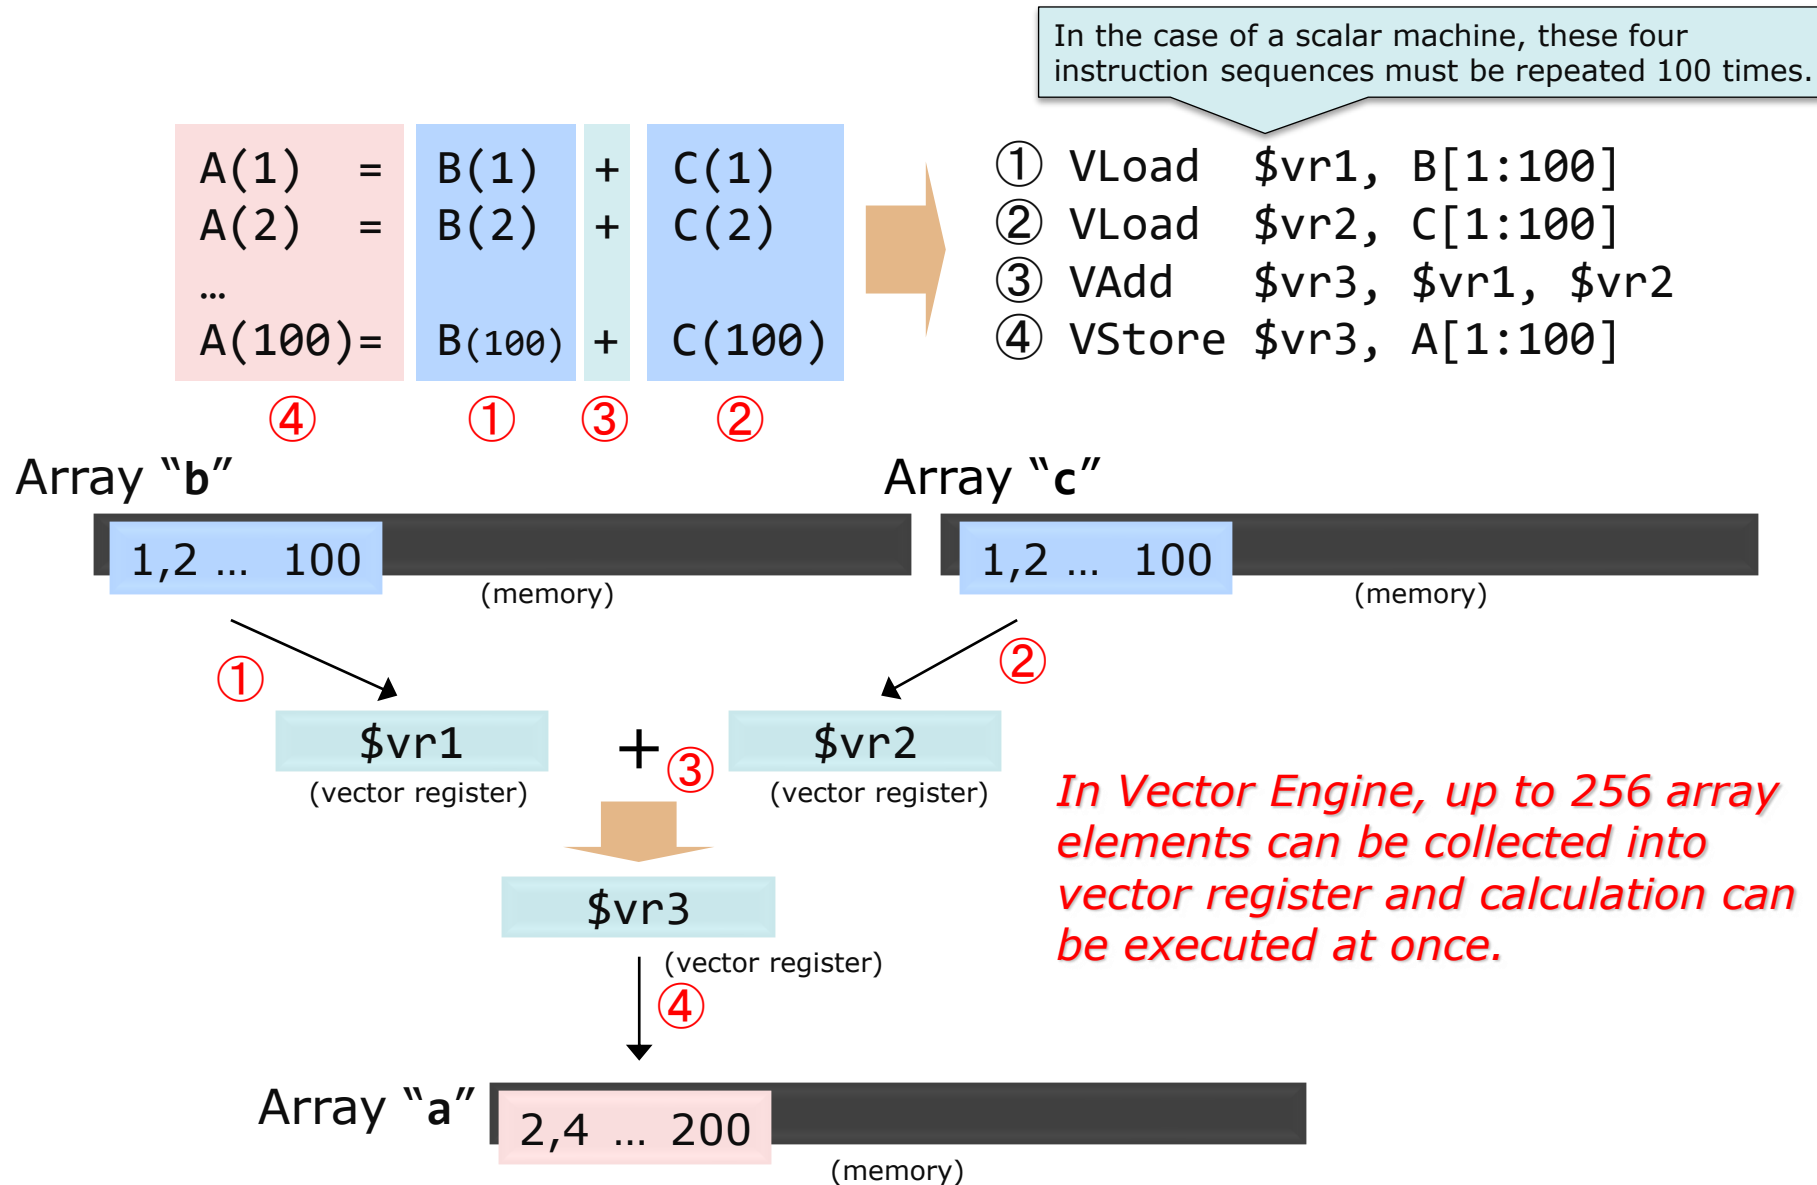 In the case of a scalar machine, these four
instruction sequences must be repeated 100 times.
A(1) = B(1) + C(1)
A(2) = B(2) + C(2)
…
A(100)= B(100) + C(100)
④ ① ③ ②
① VLoad $vr1, B[1:100]
② VLoad $vr2, C[1:100]
③ VAdd $vr3, $vr1, $vr2
④ VStore $vr3, A[1:100]
Array “b”
1,2 … 100
(memory)
Array “c”
1,2 … 100
(memory)
①
②
$vr1
(vector register)
+
③
$vr2
(vector register)
$vr3
(vector register)
④
Array “a”
2,4 … 200
(memory)
In Vector Engine, up to 256 array
elements can be collected into
vector register and calculation can
be executed at once.